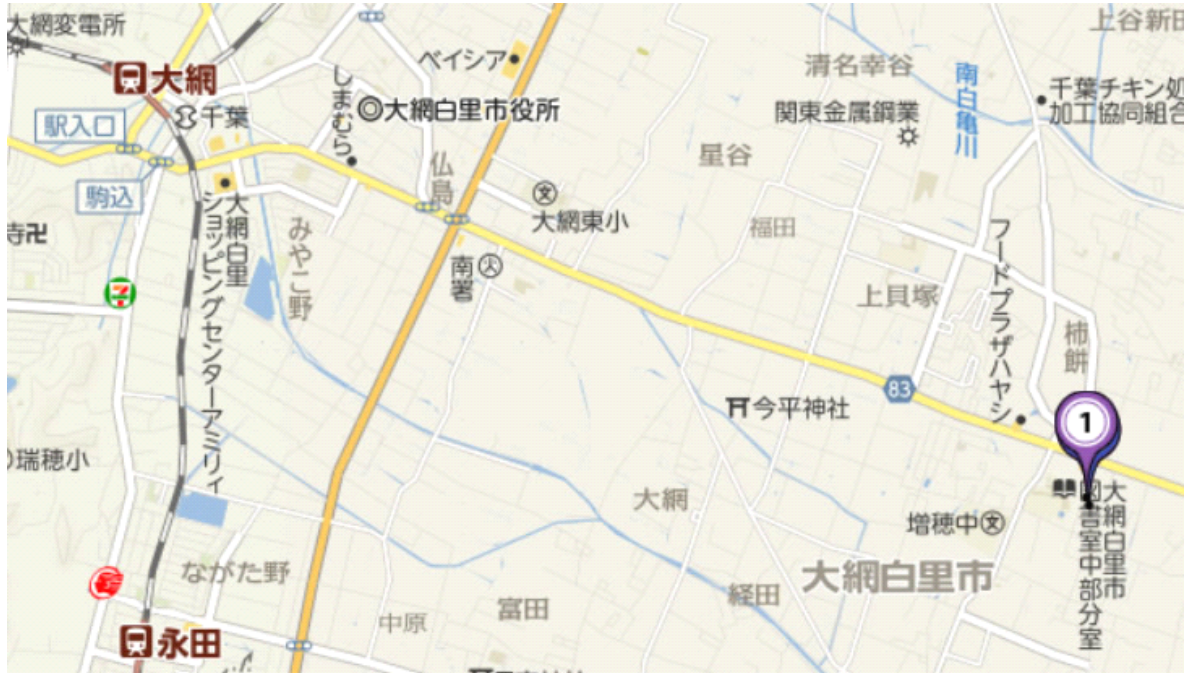 大網変電所
大網
千葉
駅入口
駒込
しまむら
ベイシア
大網白里市役所
仏島
大網東小
清名幸谷
関東金属鋼業
南白亀川
上谷新田
千葉チキン処
加工協同組合
星谷
福田
上貝塚
フードプラザハヤシ
柿餅
みやこ野
大網白里
ショッピングセンターアミリィ
南署
寺
83
今平神社
1
瑞穂小
大網
増穂中
大網白里市
図書室中部分室
大網白里市
経田
富田
中原
ながた野
永田